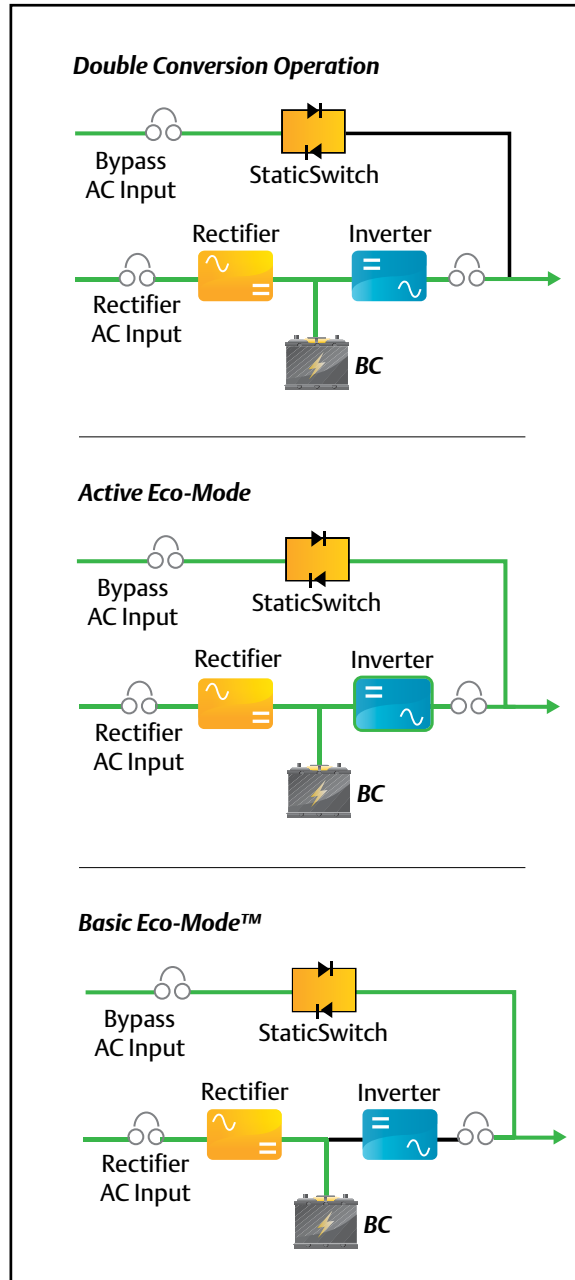 Double Conversion Operation
Bypass
AC Input
StaticSwitch
Rectifier
Inverter
Rectifier
AC Input
BC
Active Eco-Mode
Bypass
AC Input
StaticSwitch
Rectifier
Inverter
Rectifier
AC Input
BC
Basic Eco-Mode™
Bypass
AC Input
StaticSwitch
Rectifier
Inverter
Rectifier
AC Input
BC